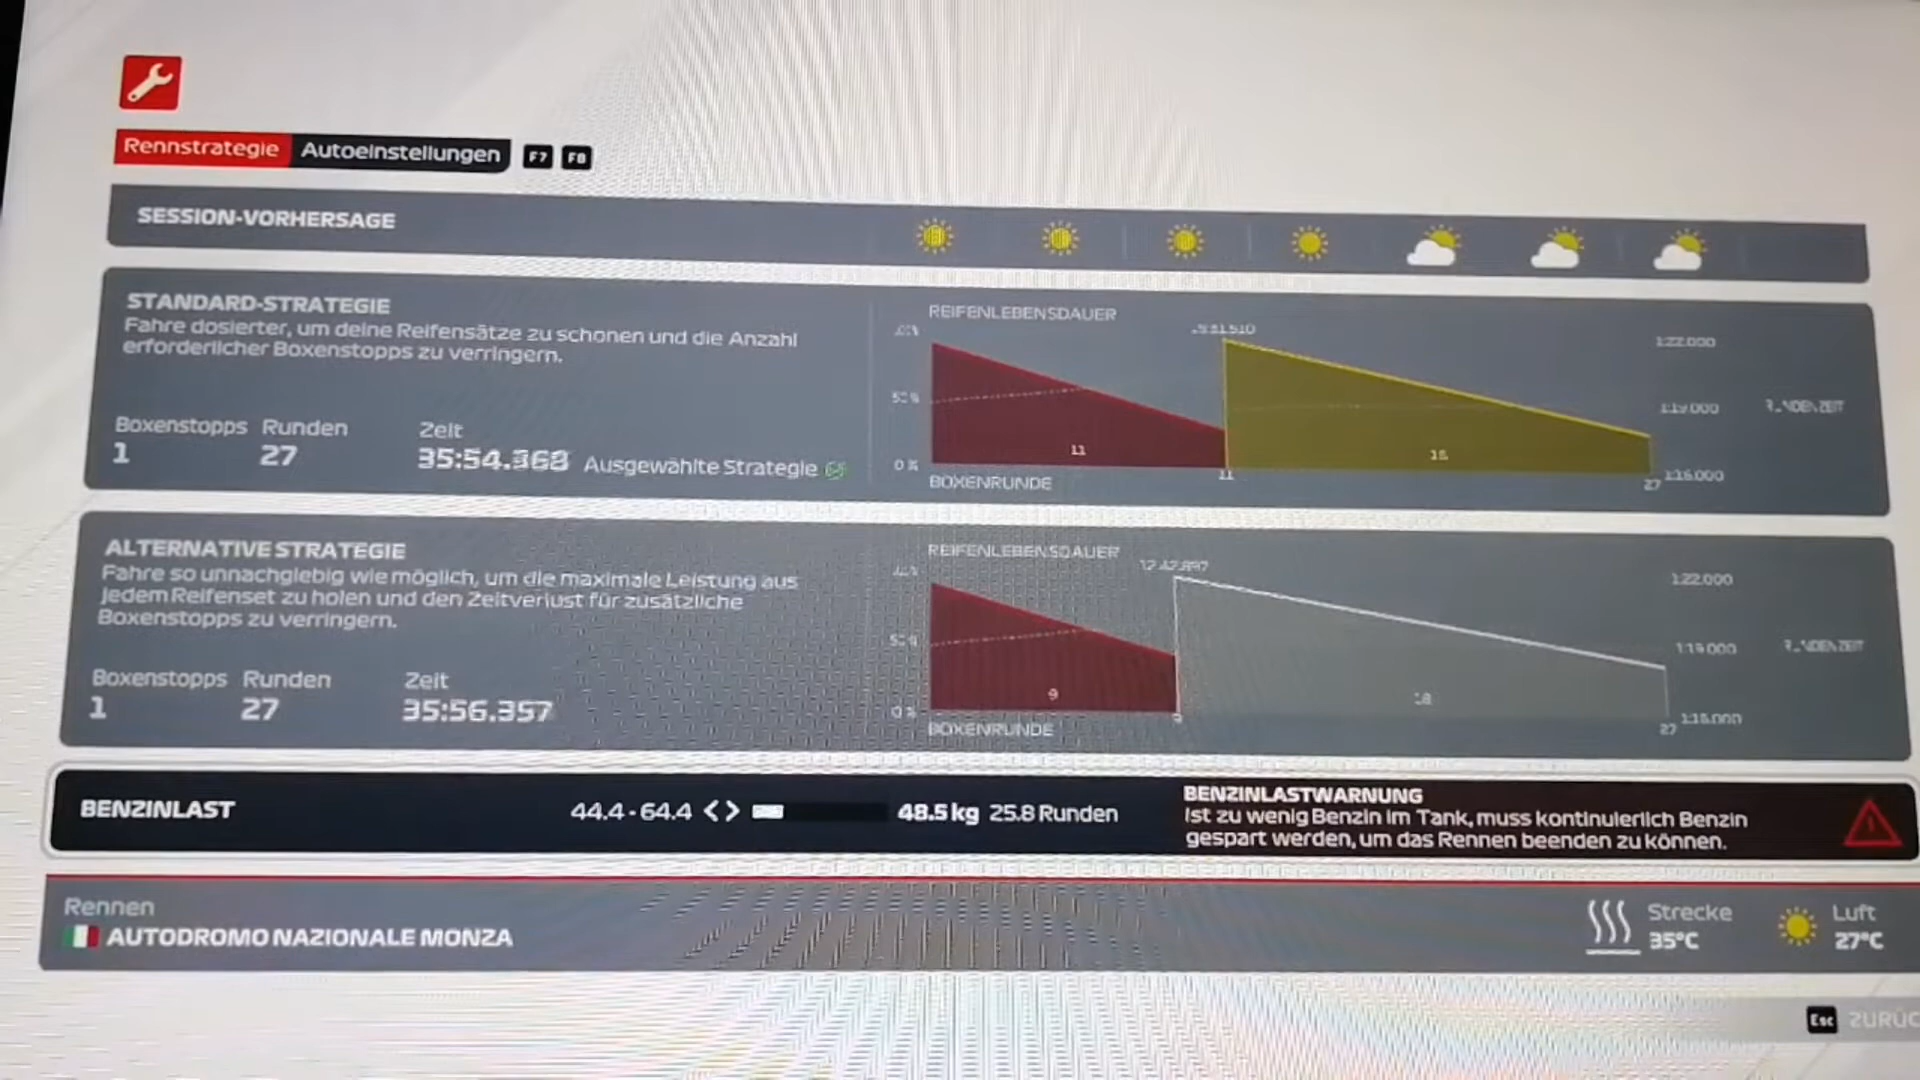 Rennstrategie Autoeinstellungen F7 F8
SESSION-VORHERSAGE
STANDARD-STRATEGIE
Fahre dosierter, um deine Reifensätze zu schonen und die Anzahl
erforderlicher Boxenstopps zu verringern.
Boxenstopps Runden Zeit
1 27 35:54.368 Ausgewählte Strategie
REIFENLEBENSDAUER
1:22.000
50%
1:19.000
RUNDENZEIT
11
0%
11
27
1:16.000
BOXENRUNDE
ALTERNATIVE STRATEGIE
Fahre so unnachgiebig wie möglich, um die maximale Leistung aus
jedem Reifenset zu holen und den Zeitverlust für zusätzliche
Boxenstopps zu verringern.
Boxenstopps Runden Zeit
1 27 35:56.357
REIFENLEBENSDAUER
1:22.000
50%
1:19.000
RUNDENZEIT
9
18
0%
9
27
1:16.000
BOXENRUNDE
BENZINLAST 44.4-64.4 < > 48.5 kg 25.8 Runden
BENZINLASTWARNUNG
Ist zu wenig Benzin im Tank, muss kontinuierlich Benzin
gespart werden, um das Rennen beenden zu können.
Rennen
AUTODROMO NAZIONALE MONZA
Strecke
35°C
Luft
27°C
Esc ZURÜC